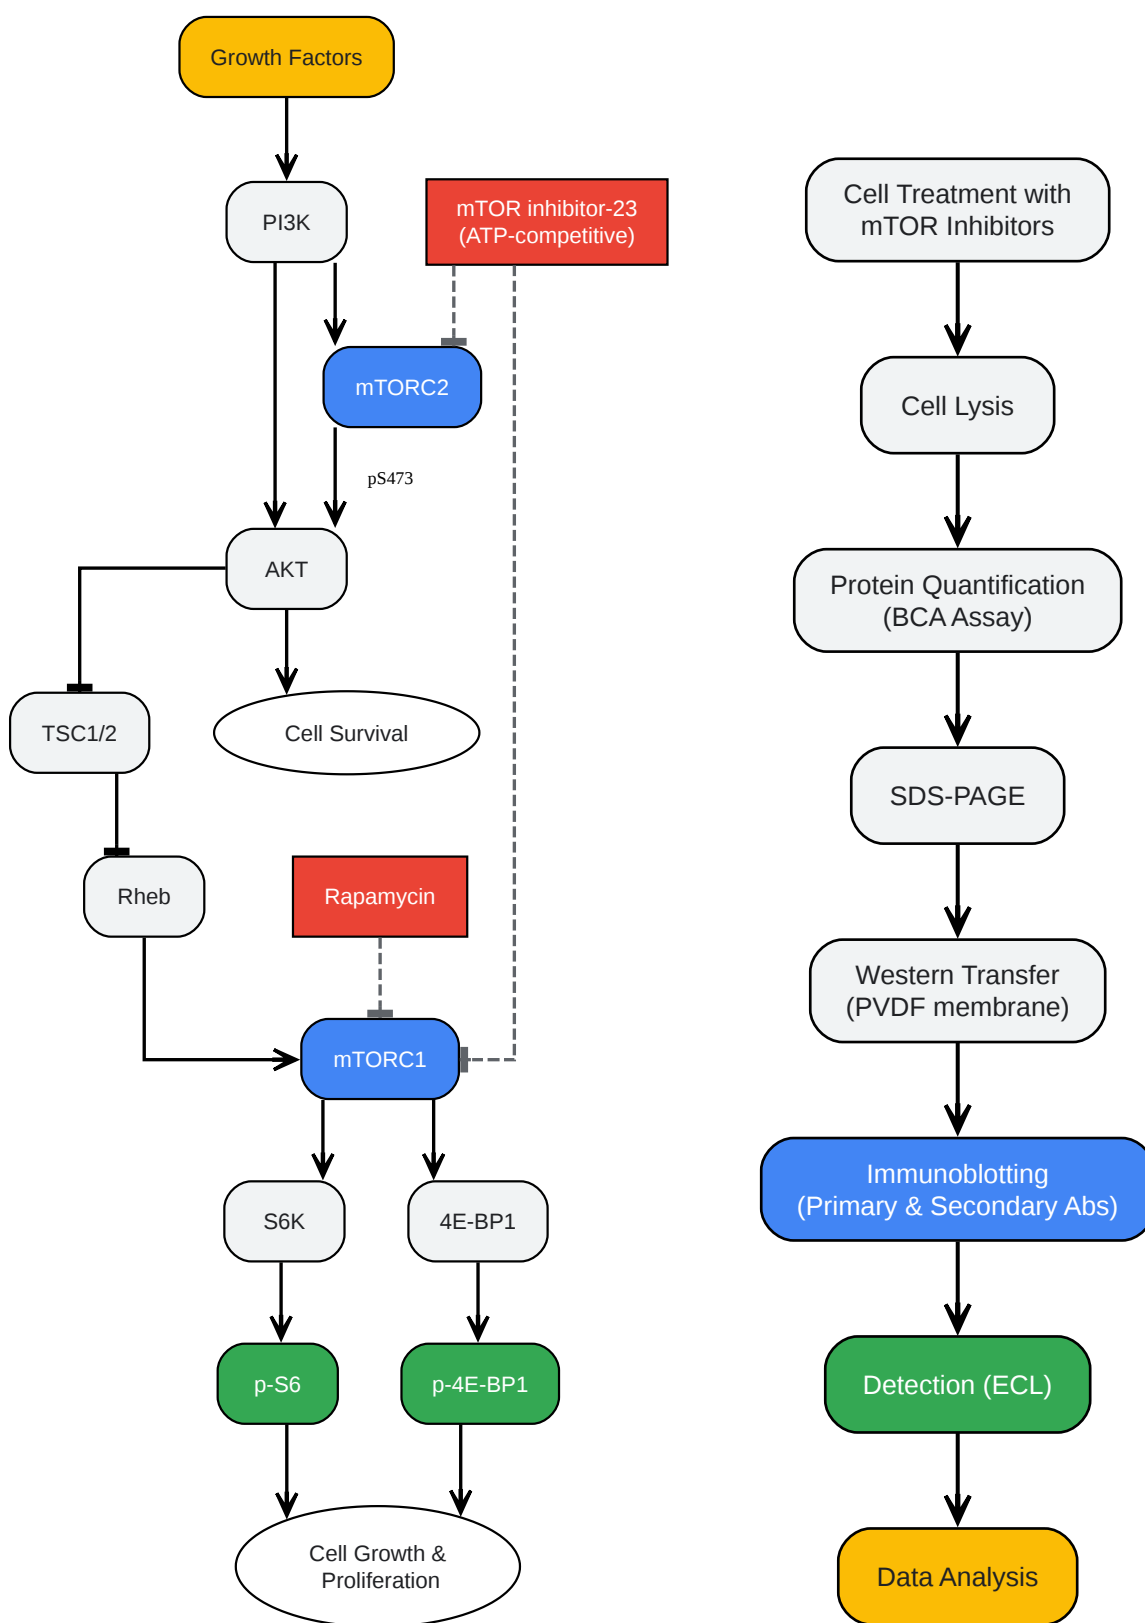 Growth Factors
PI3K
mTOR inhibitor-23
(ATP-competitive)
mTORC2
pS473
AKT
TSC1/2
Cell Survival
Rheb
Rapamycin
mTORC1
S6K
4E-BP1
p-S6
p-4E-BP1
Cell Growth &
Proliferation
Cell Treatment with
mTOR Inhibitors
Cell Lysis
Protein Quantification
(BCA Assay)
SDS-PAGE
Western Transfer
(PVDF membrane)
Immunoblotting
(Primary & Secondary Abs)
Detection (ECL)
Data Analysis